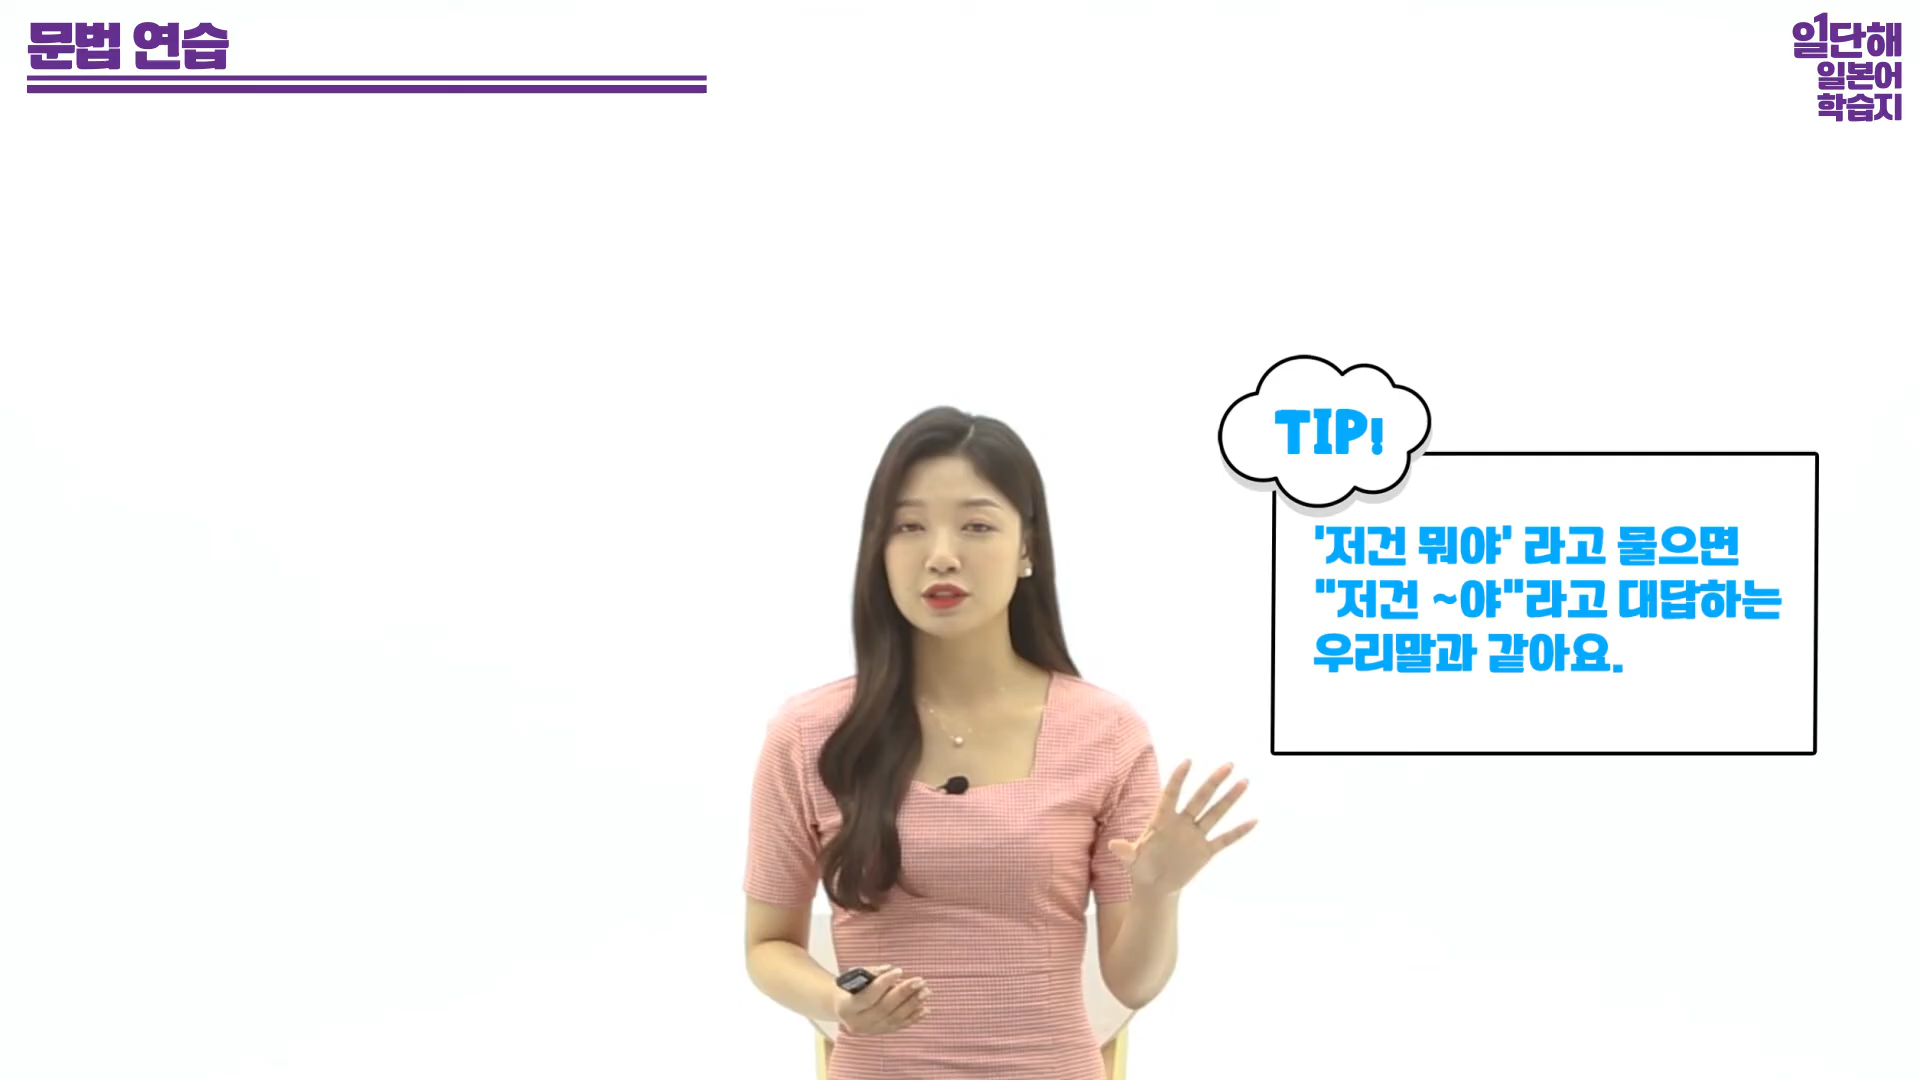 문법 연습
일단해
일본어
학습지
TIP!
'저건 뭐야' 라고 물으면
"저건 ~야"라고 대답하는
우리말과 같아요.